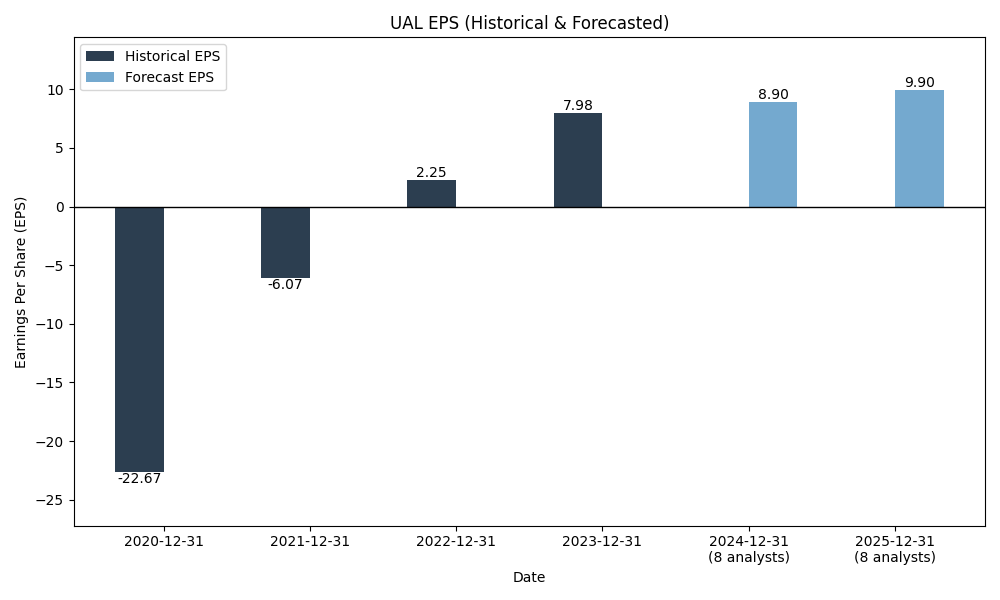 UAL EPS (Historical & Forecasted)
Historical EPS
Forecast EPS
Earnings Per Share (EPS)
10
5
0
−5
−10
−15
−20
−25
-22.67
-6.07
2.25
7.98
8.90
9.90
2020-12-31
2021-12-31
2022-12-31
2023-12-31
2024-12-31
(8 analysts)
2025-12-31
(8 analysts)
Date